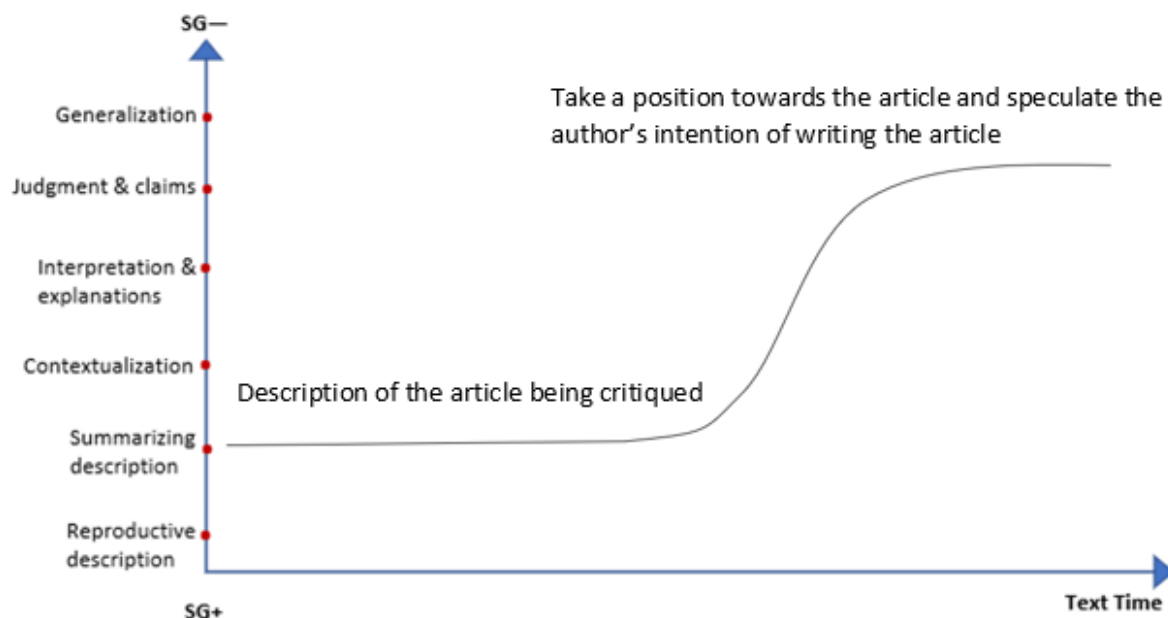 SG—
Generalization
Take a position towards the article and speculate the
author’s intention of writing the article
Judgment & claims
Interpretation &
explanations
Contextualization
Description of the article being critiqued
Summarizing
description
Reproductive
description
SG+
Text Time